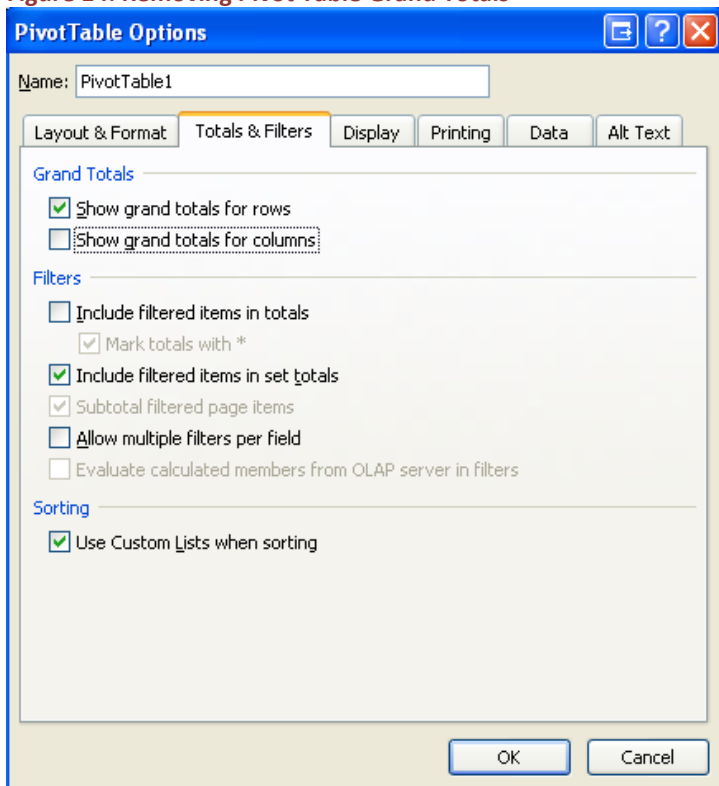 PivotTable Options
Name: PivotTable1
Layout & Format Totals & Filters Display Printing Data Alt Text
Grand Totals
Show grand totals for rows
Show grand totals for columns
Filters
Include filtered items in totals
Mark totals with *
Include filtered items in set totals
Subtotal filtered page items
Allow multiple filters per field
Evaluate calculated members from OLAP server in filters
Sorting
Use Custom Lists when sorting
OK Cancel